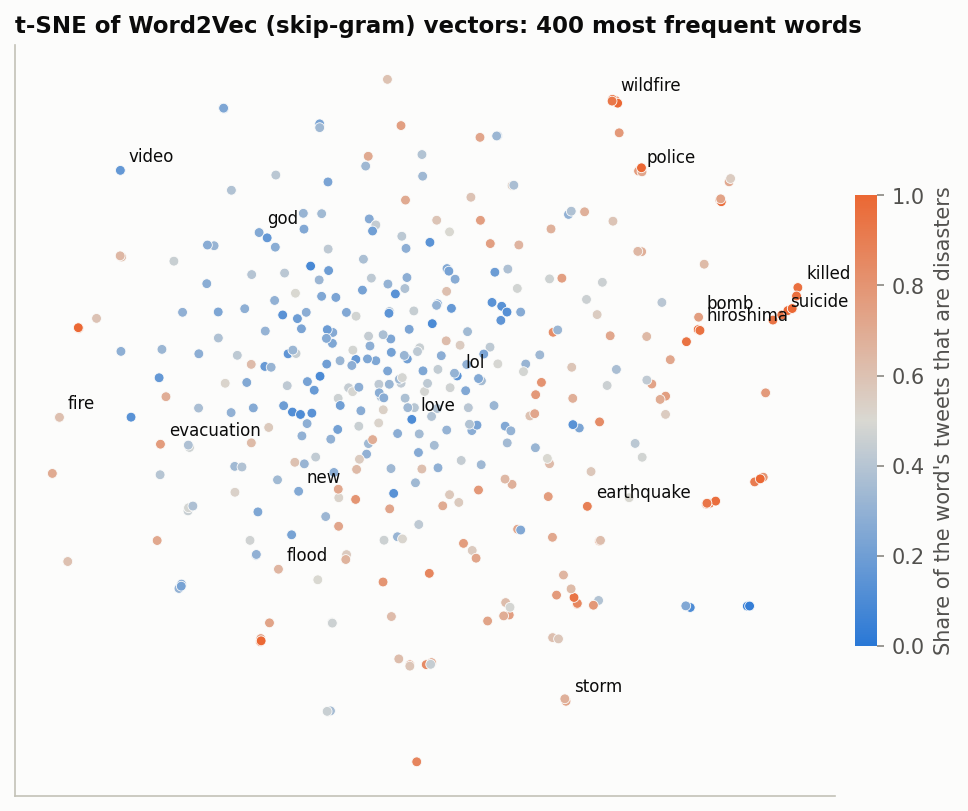 t-SNE of Word2Vec (skip-gram) vectors: 400 most frequent words
wildfire
police
video
god
killed
bomb
suicide
hiroshima
lol
fire
love
evacuation
new
earthquake
flood
storm
1.0
0.8
0.6
0.4
0.2
0.0
Share of the word's tweets that are disasters